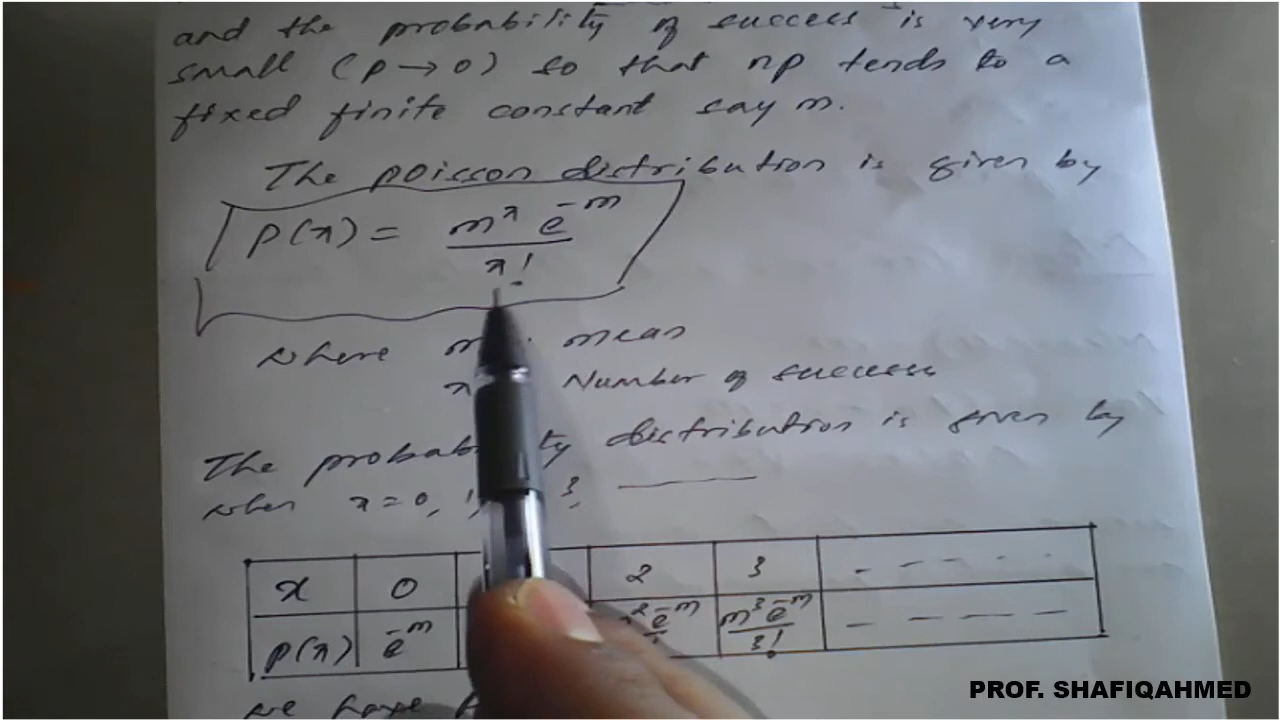 and the probability of success is very
small (p → 0) so that np tends to a
fixed finite constant say m.
The poisson distribution is given by
p(x) = m^x e^-m / x!
where m mean
x Number of success
The probability distribution is given by
when x = 0, 1, 3, ———
x 0 2 3 - - - -
p(x) e^-m m^3 e^-m / 3! - - - -
we have
PROF. SHAFIQAHMED